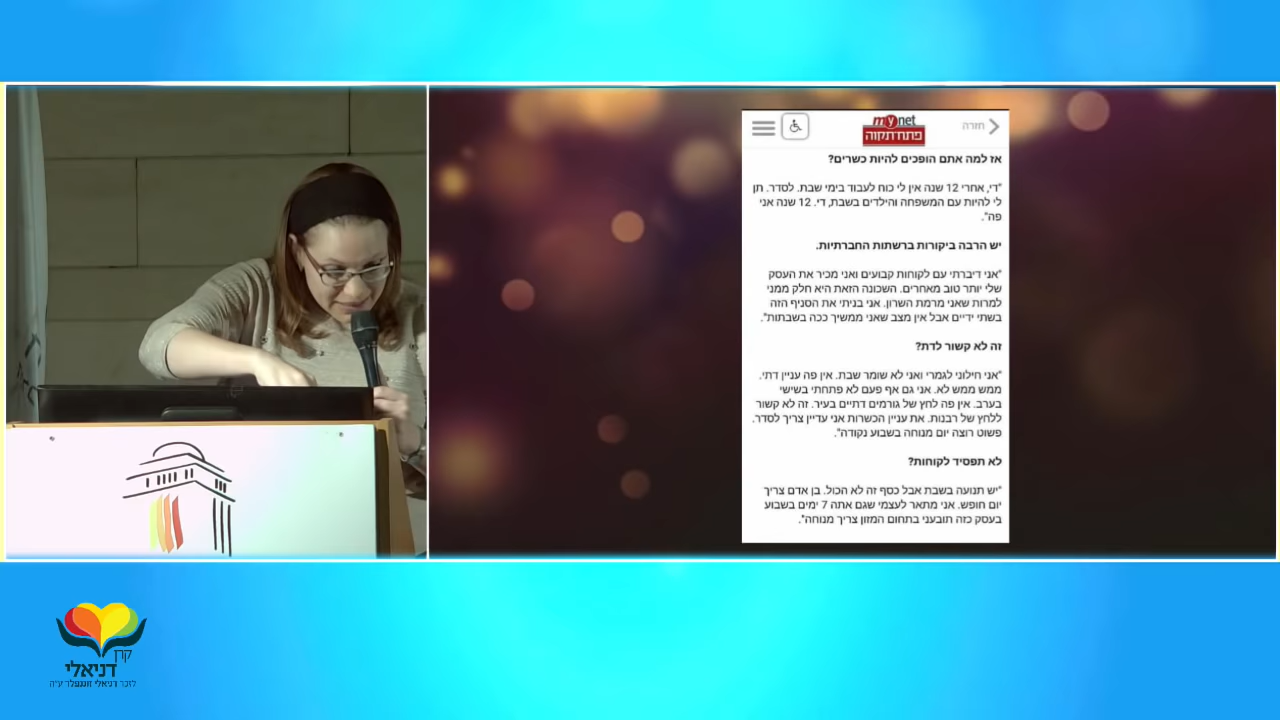 mynet
פתח תקווה
חזרה
אז למה אתם הופכים להיות כשרים?
"די, אחרי 12 שנה אין לי כוח לעבוד בימי שבת. לסדר. תן
לי להיות עם המשפחה והילדים בשבת, די. 12 שנה אני
פה".
יש הרבה ביקורות ברשתות החברתיות.
"אני דיברתי עם לקוחות קבועים ואני מכיר את העסק
שלי יותר טוב מאחרים. השכונה הזאת היא חלק ממני
למרות שאני מרמת השרון. אני בניתי את הסניף הזה
בשתי ידיים אבל אין מצב שאני ממשיך ככה בשבתות".
זה לא קשור לדת?
"אני חילוני לגמרי ואני לא שומר שבת. אין פה עניין דתי.
ממש ממש לא. אני גם אף פעם לא פתחתי בשישי
בערב. אין פה לחץ של גורמים דתיים בעיר. זה לא קשור
ללחץ של רבנות. את עניין הכשרות אני עדיין צריך לסדר.
פשוט רוצה יום מנוחה בשבוע נקודה".
לא תפסיד לקוחות?
"יש תנועה בשבת אבל כסף זה לא הכול. בן אדם צריך
יום חופש. אני מתאר לעצמי שגם אתה 7 ימים בשבוע
בעסק כזה תובעני בתחום המזון צריך מנוחה".
קרן
דניאלי
לזכר דניאלי זוננפלד ע"ה